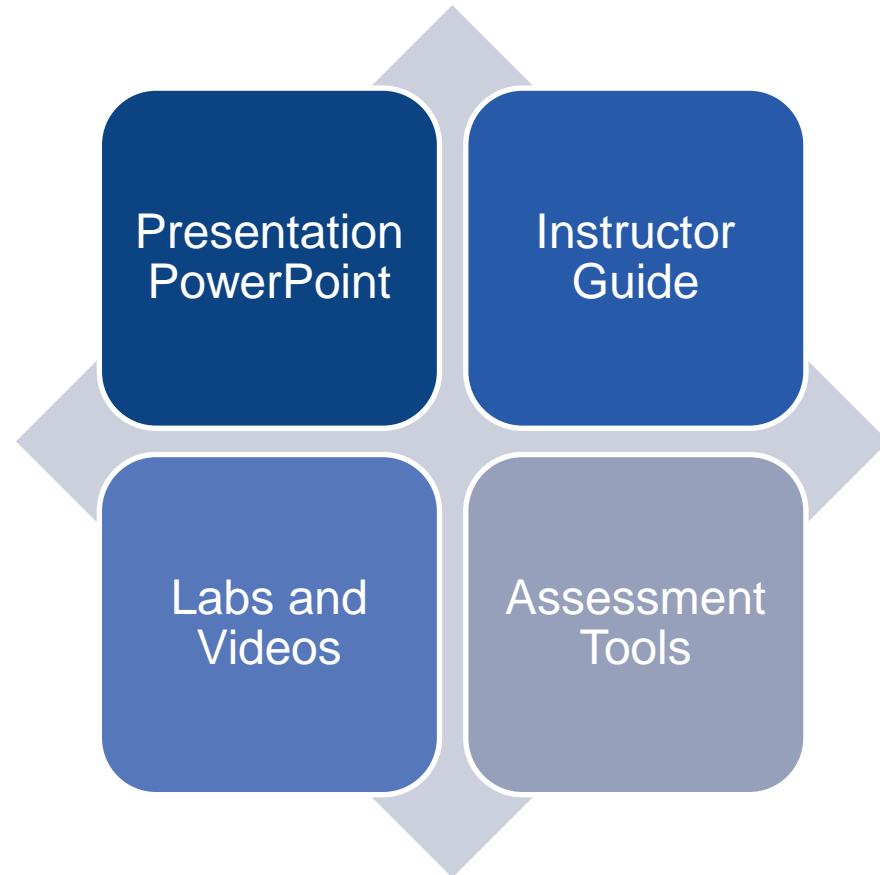 Presentation
PowerPoint
Instructor
Guide
Labs and
Videos
Assessment
Tools